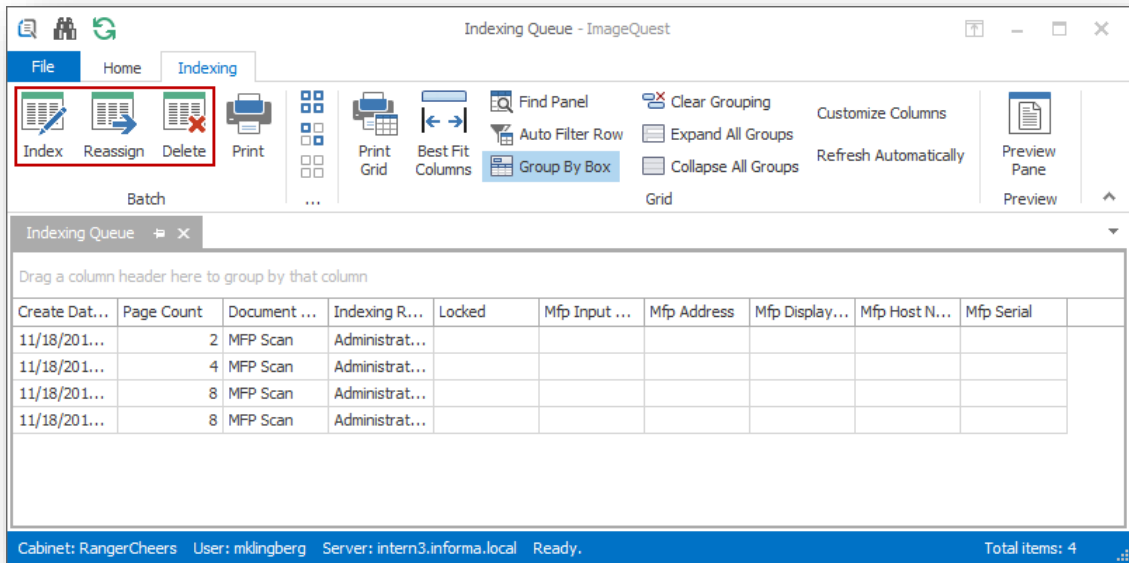 Indexing Queue - ImageQuest
File Home Indexing
Index Reassign Delete Print
Batch
...
Print Grid
Best Fit Columns
Find Panel
Auto Filter Row
Group By Box
Clear Grouping
Expand All Groups
Collapse All Groups
Customize Columns
Refresh Automatically
Grid
Preview Pane
Preview
Indexing Queue
Drag a column header here to group by that column
Create Dat... Page Count Document ... Indexing R... Locked Mfp Input ... Mfp Address Mfp Display... Mfp Host N... Mfp Serial
11/18/201... 2 MFP Scan Administrat...
11/18/201... 4 MFP Scan Administrat...
11/18/201... 8 MFP Scan Administrat...
11/18/201... 8 MFP Scan Administrat...
Cabinet: RangerCheers User: mklingberg Server: intern3.informa.local Ready. Total items: 4